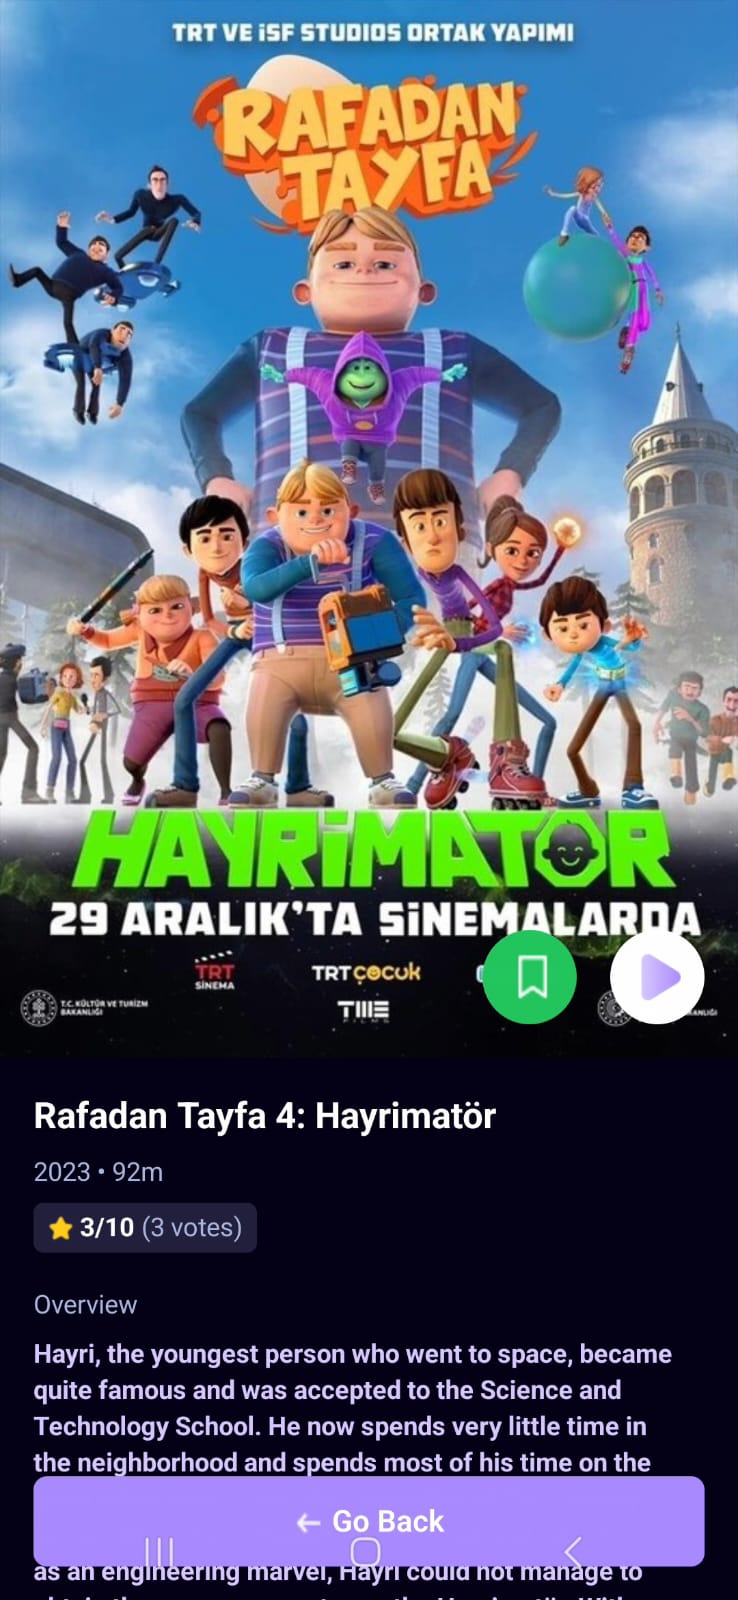 TRT VE iSF STUDIOS ORTAK YAPIMI
RAFADAN
TAYFA
HAYRiMATÖR
29 ARALIK'TA SiNEMALARDA
TRT
SİNEMA
TRT ÇOCUK
T.C. KÜLTÜR VE TURİZM
BAKANLIĞI
TME
FILMS
Rafadan Tayfa 4: Hayrimatör
2023 • 92m
3/10 (3 votes)
Overview
Hayri, the youngest person who went to space, became
quite famous and was accepted to the Science and
Technology School. He now spends very little time in
the neighborhood and spends most of his time on the
← Go Back
as an engineering marvel, Hayri could not manage to